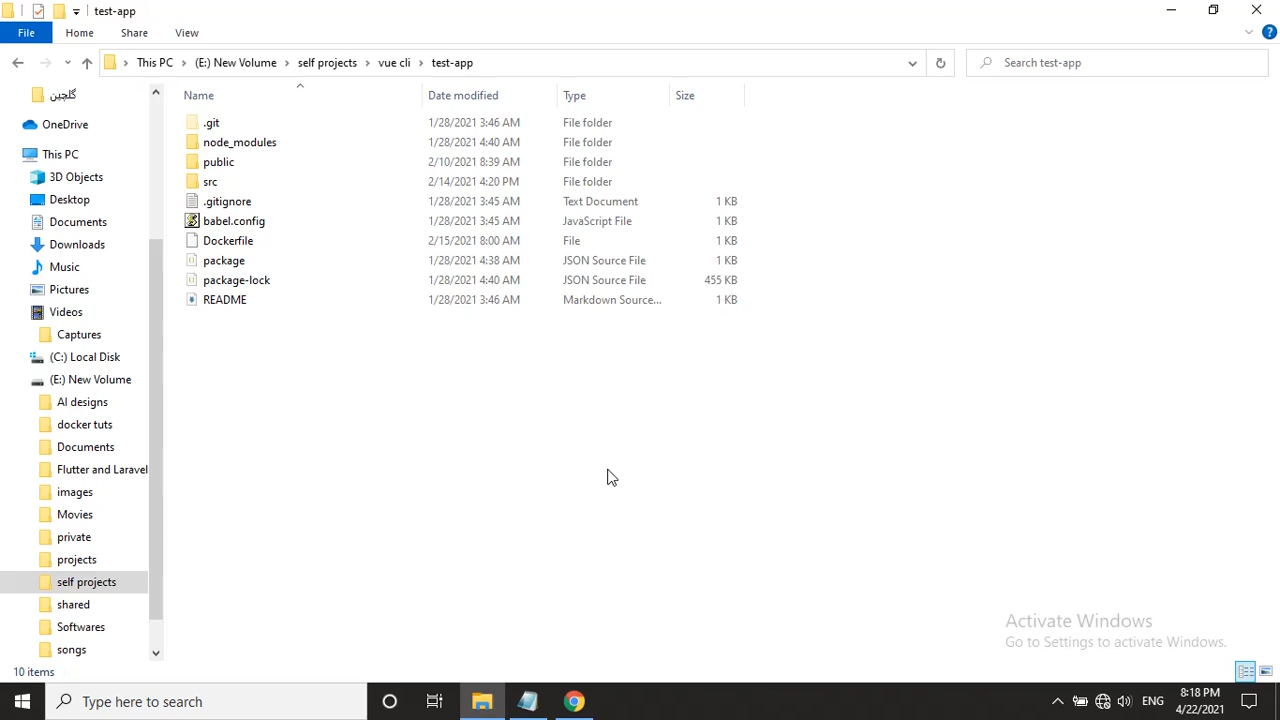 test-app
File Home Share View
This PC (E:) New Volume self projects vue cli test-app
Search test-app
Name Date modified Type Size
.git 1/28/2021 3:46 AM File folder
node_modules 1/28/2021 4:40 AM File folder
public 2/10/2021 8:39 AM File folder
src 2/14/2021 4:20 PM File folder
.gitignore 1/28/2021 3:45 AM Text Document 1 KB
babel.config 1/28/2021 3:45 AM JavaScript File 1 KB
Dockerfile 2/15/2021 8:00 AM File 1 KB
package 1/28/2021 4:38 AM JSON Source File 1 KB
package-lock 1/28/2021 4:40 AM JSON Source File 455 KB
README 1/28/2021 3:46 AM Markdown Source... 1 KB
گلچین
OneDrive
This PC
3D Objects
Desktop
Documents
Downloads
Music
Pictures
Videos
Captures
(C:) Local Disk
(E:) New Volume
AI designs
docker tuts
Documents
Flutter and Laravel
images
Movies
private
projects
self projects
shared
Softwares
songs
Activate Windows
Go to Settings to activate Windows.
10 items
Type here to search
ENG
8:18 PM
4/22/2021